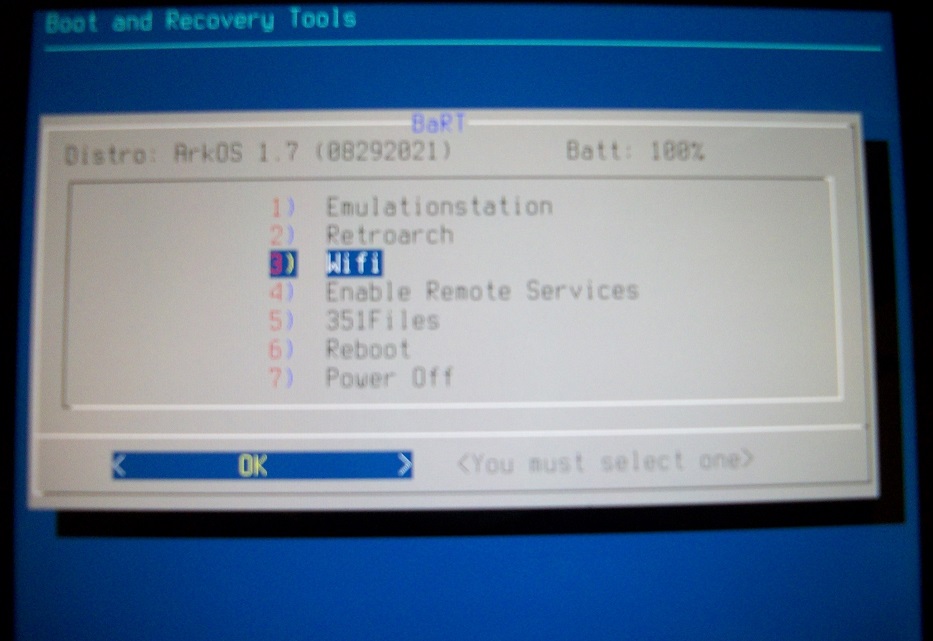 Boot and Recovery Tools
BaRT
Distro: ArkOS 1.7 (08292021) Batt: 100%
1) Emulationstation
2) Retroarch
3) Wifi
4) Enable Remote Services
5) 351Files
6) Reboot
7) Power Off
< OK > <You must select one>